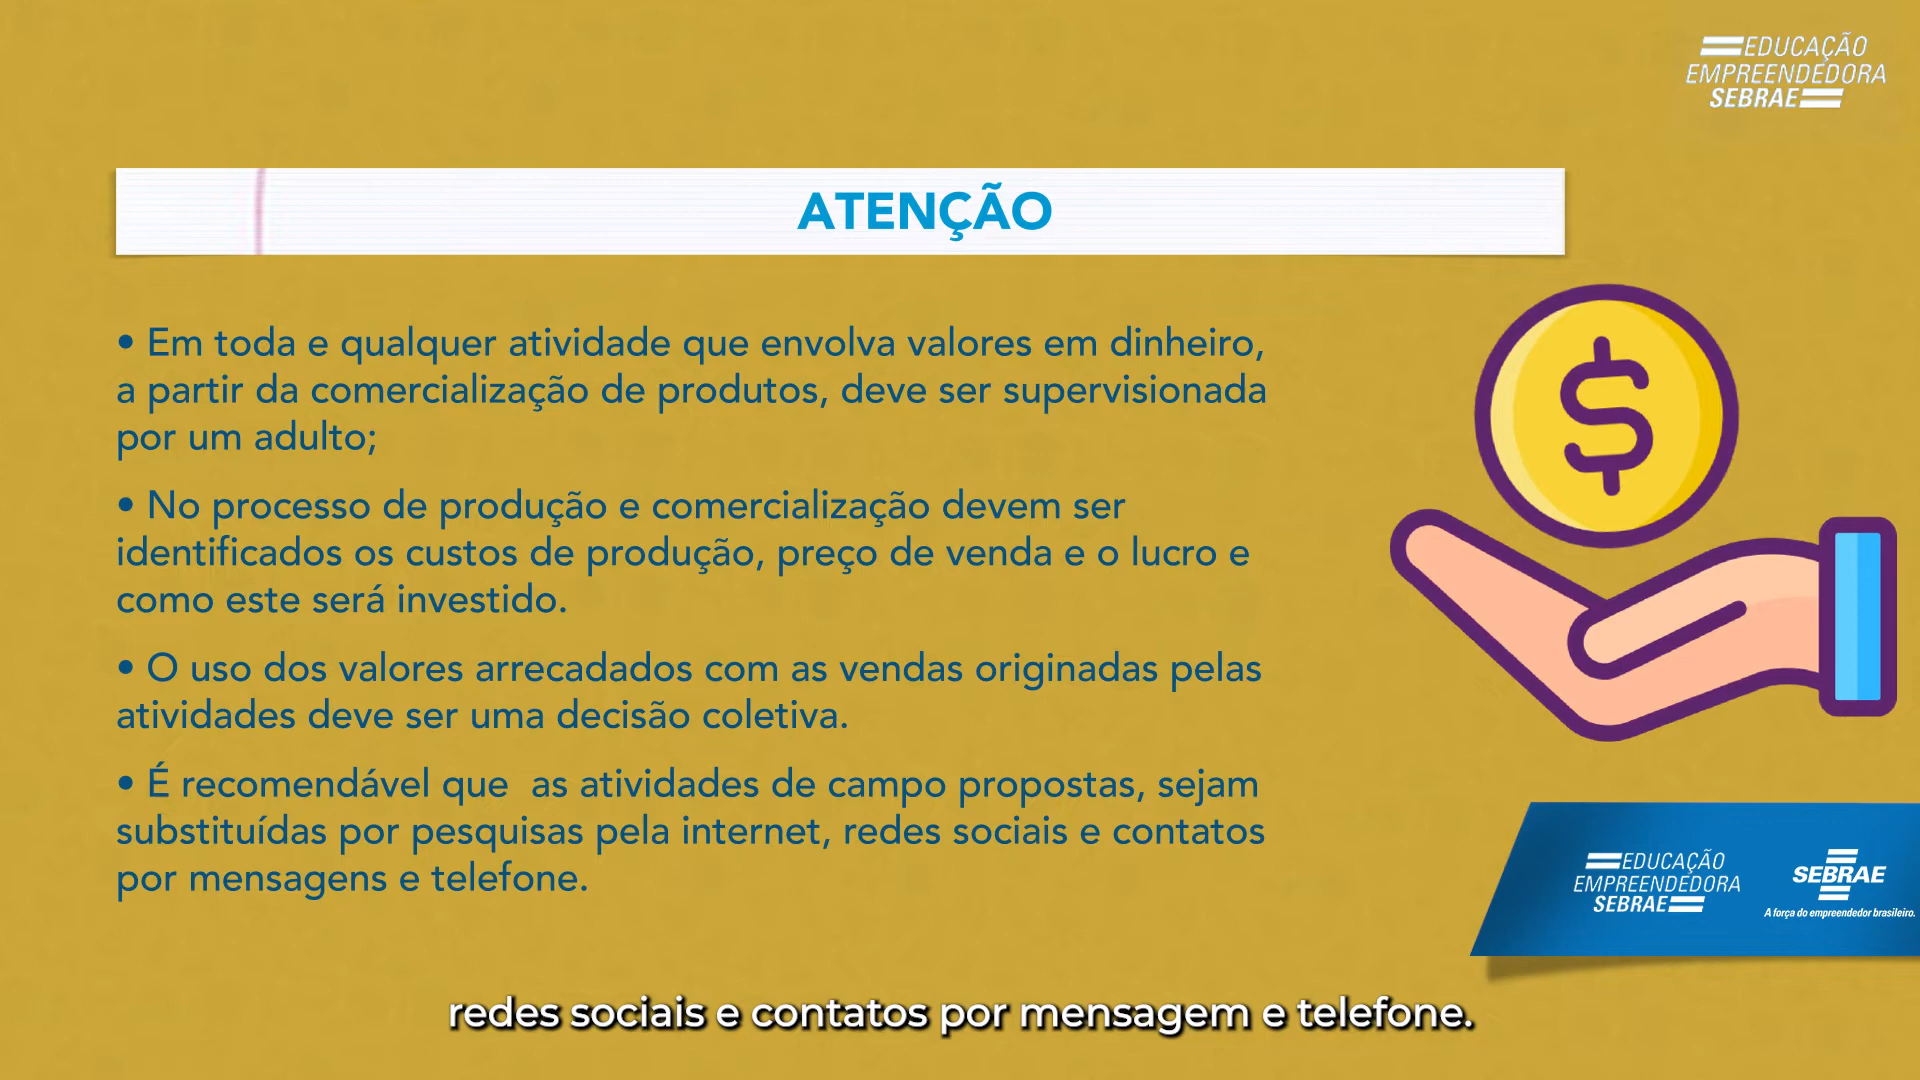 EDUCAÇÃO
EMPREENDEDORA
SEBRAE
ATENÇÃO
• Em toda e qualquer atividade que envolva valores em dinheiro,
a partir da comercialização de produtos, deve ser supervisionada
por um adulto;
• No processo de produção e comercialização devem ser
identificados os custos de produção, preço de venda e o lucro e
como este será investido.
• O uso dos valores arrecadados com as vendas originadas pelas
atividades deve ser uma decisão coletiva.
• É recomendável que  as atividades de campo propostas, sejam
substituídas por pesquisas pela internet, redes sociais e contatos
por mensagens e telefone.
EDUCAÇÃO
EMPREENDEDORA
SEBRAE
SEBRAE
A força do empreendedor brasileiro.
redes sociais e contatos por mensagem e telefone.